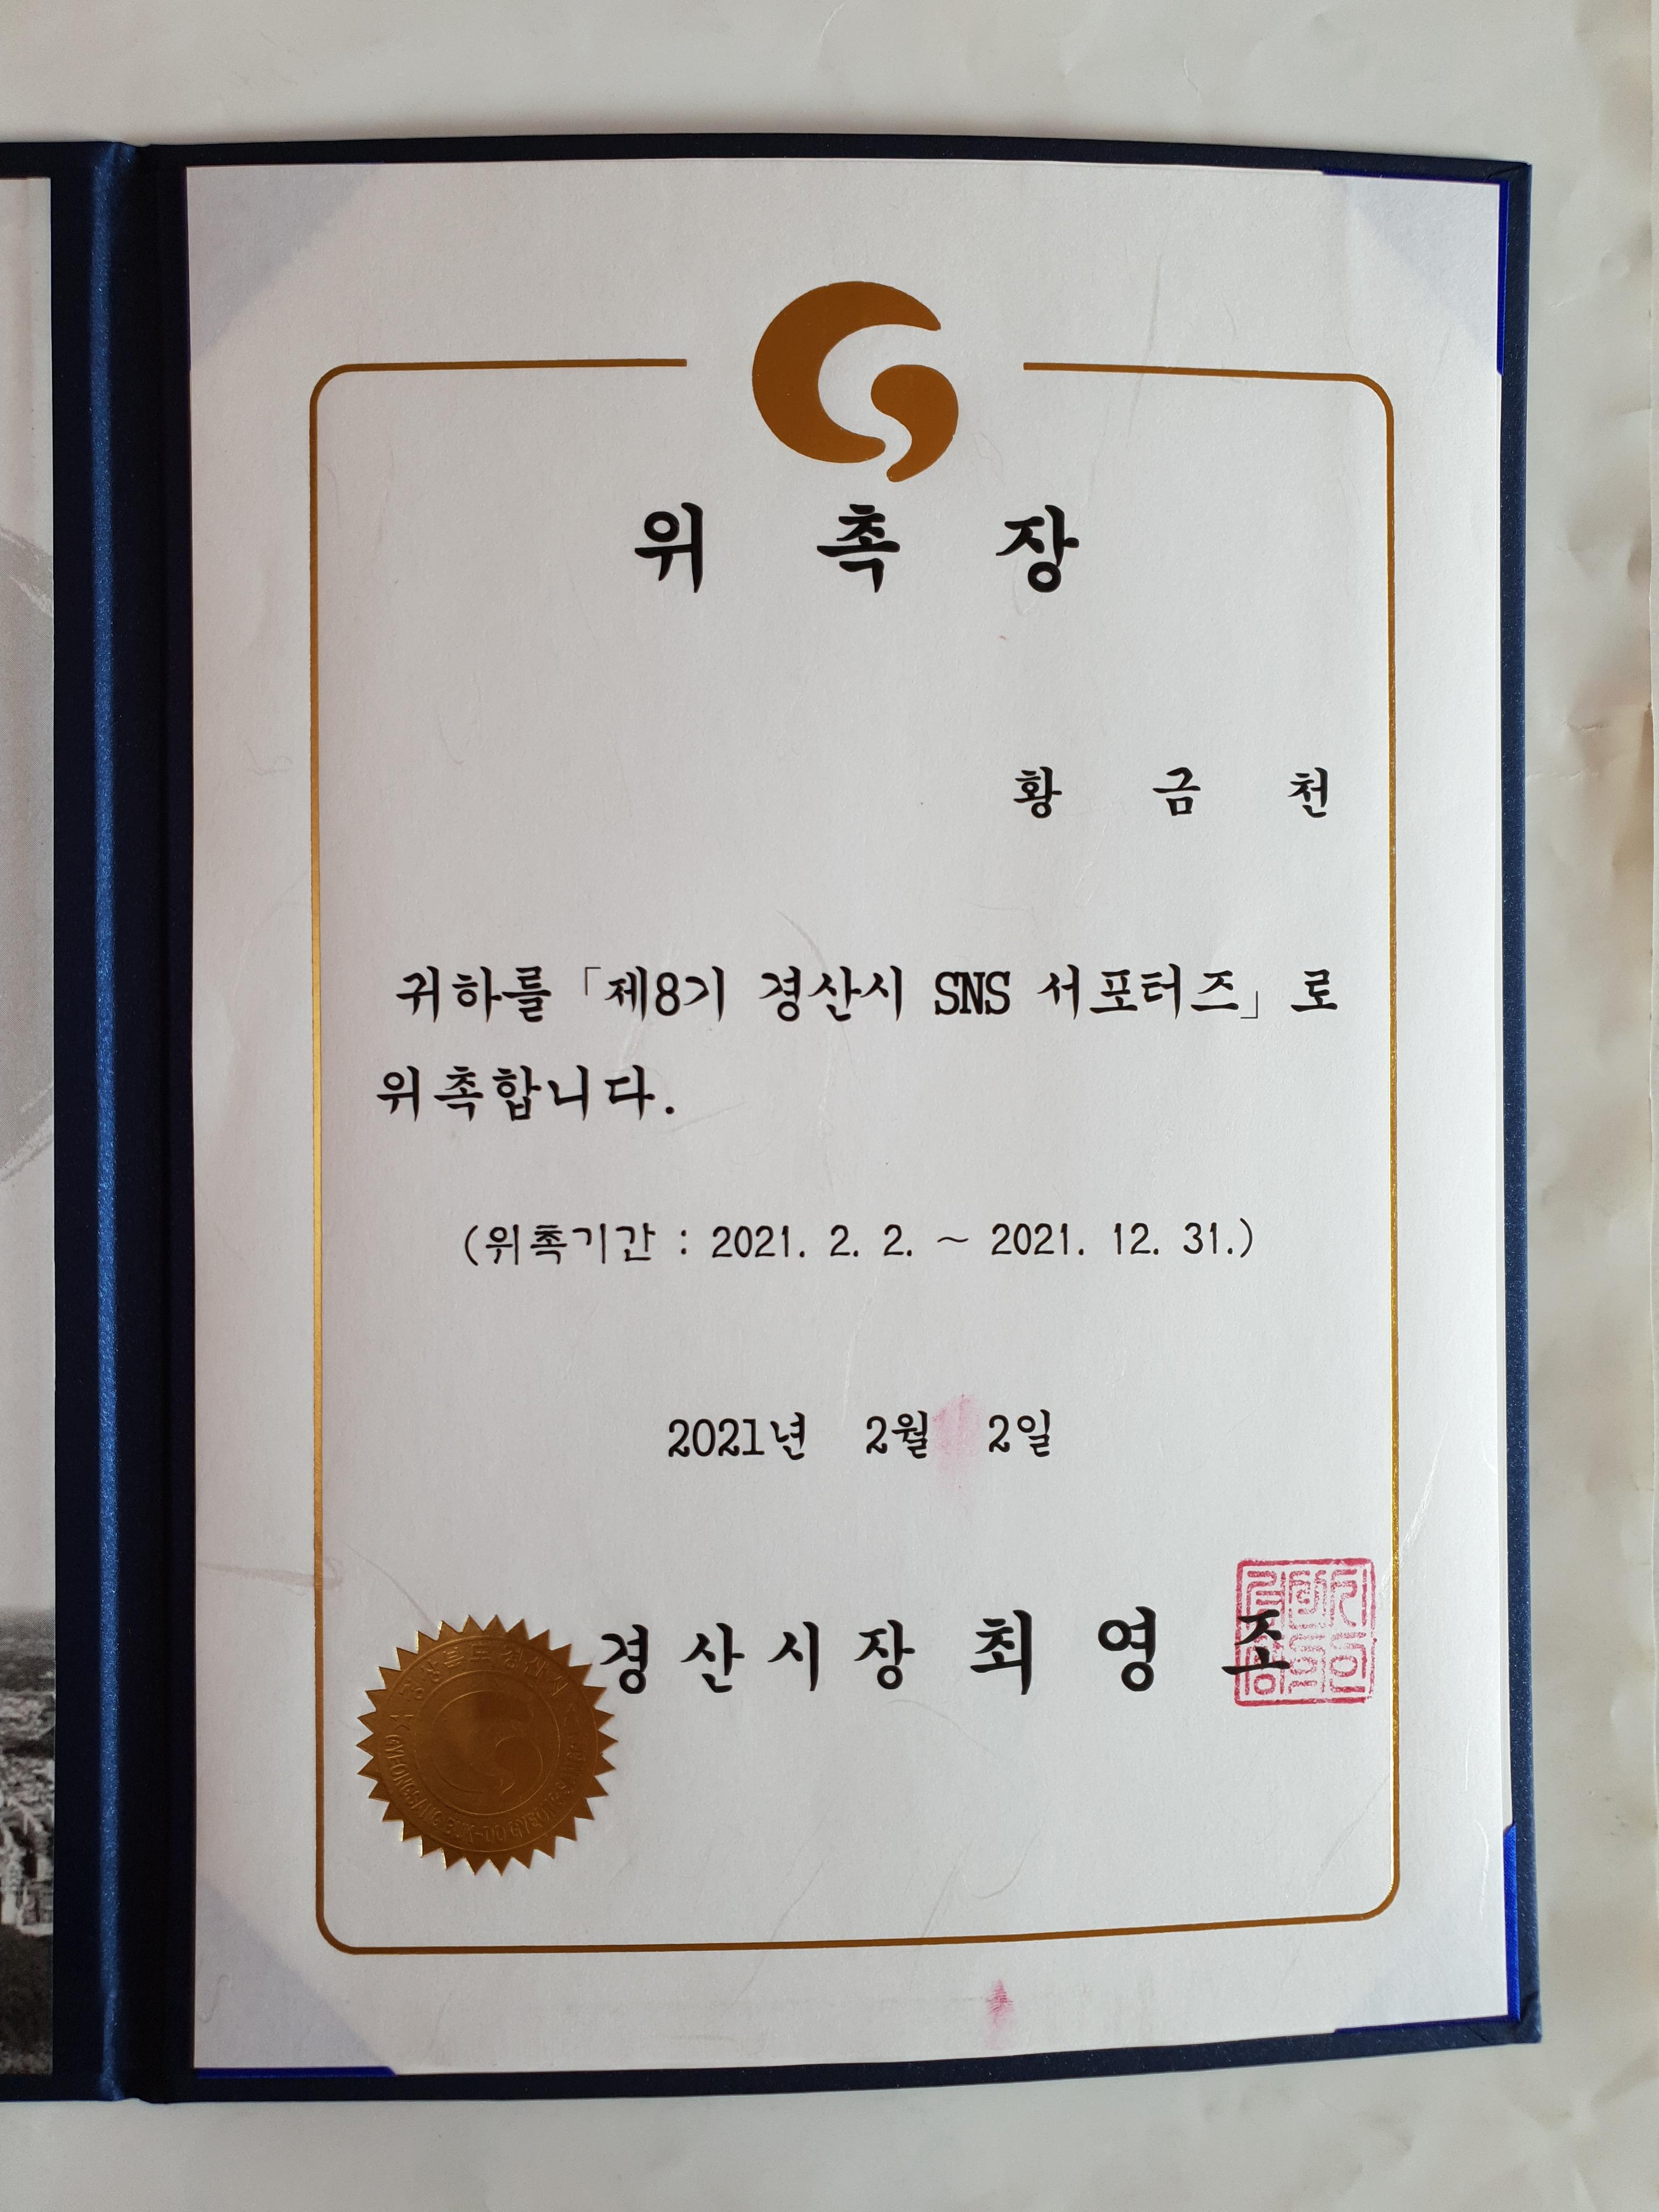 위 촉 장
황 금 천
귀하를 「제8기 경산시 SNS 서포터즈」로
위촉합니다.
(위촉기간 : 2021. 2. 2. ~ 2021. 12. 31.)
2021년 2월 2일
경산시장 최 영 조